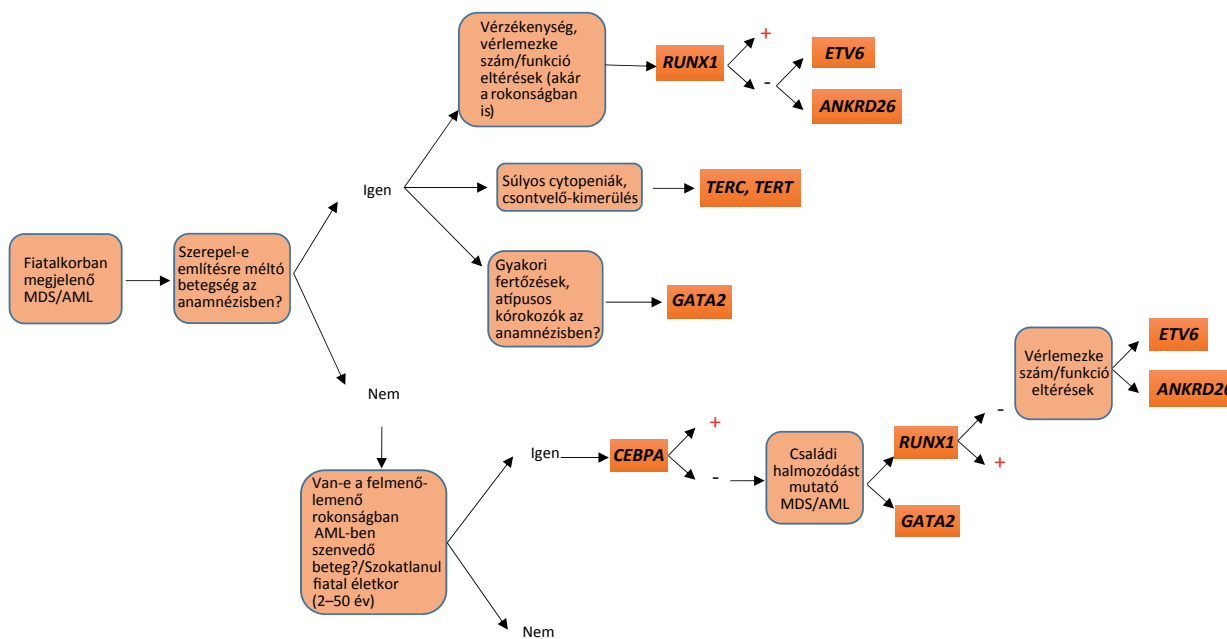 Fiatalkorban
megjelenő
MDS/AML
Szerepel-e
említésre méltó
betegség az
anamnézisben?
Igen
Vérzékenység,
vérlemezke
szám/funkció
eltérések (akár
a rokonságban
is)
RUNX1
+
-
ETV6
ANKRD26
Súlyos cytopeniák,
csontvelő-kimerülés
TERC, TERT
Gyakori
fertőzések,
atípusos
kórokozók az
anamnézisben?
GATA2
Nem
Van-e a felmenő-
lemenő
rokonságban
AML-ben
szenvedő
beteg?/Szokatlanul
fiatal életkor
(2–50 év)
Igen
CEBPA
+
-
Családi
halmozódást
mutató
MDS/AML
RUNX1
-
+
GATA2
Vérlemezke
szám/funkció
eltérések
ETV6
ANKRD26
Nem